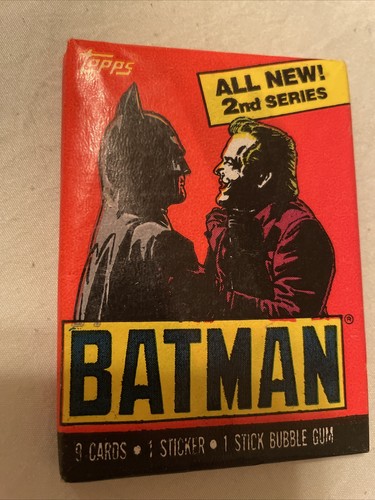 Topps
ALL NEW!
2nd SERIES
BATMAN®
9 CARDS • 1 STICKER • 1 STICK BUBBLE GUM